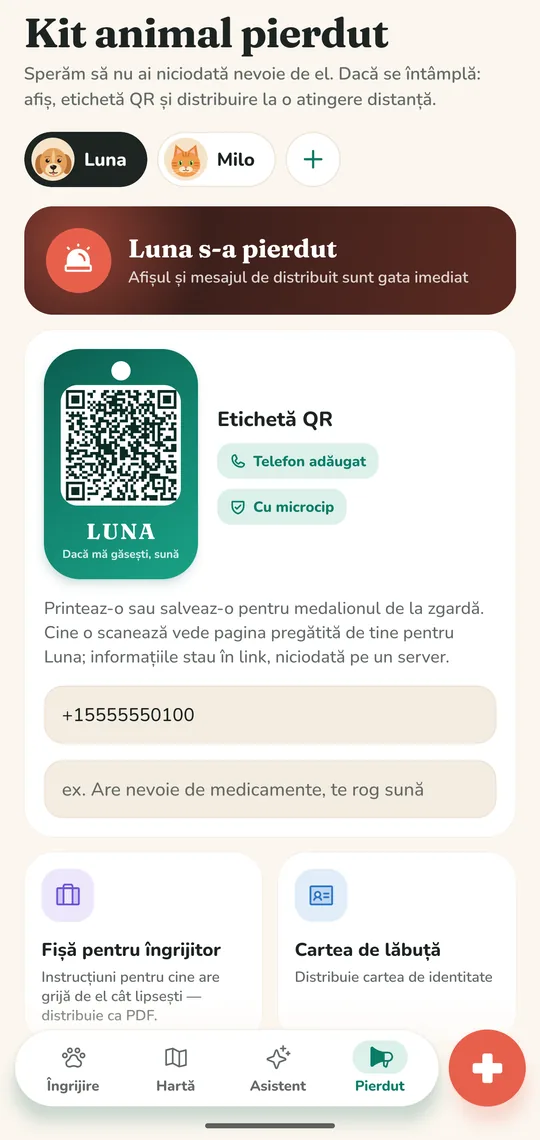 Kit animal pierdut
Sperăm să nu ai niciodată nevoie de el. Dacă se întâmplă:
afiș, etichetă QR și distribuire la o atingere distanță.
Luna
Milo
Luna s-a pierdut
Afișul și mesajul de distribuit sunt gata imediat
LUNA
Dacă mă găsești, sună
Etichetă QR
Telefon adăugat
Cu microcip
Printeaz-o sau salveaz-o pentru medalionul de la zgardă.
Cine o scanează vede pagina pregătită de tine pentru
Luna; informațiile stau în link, niciodată pe un server.
+15555550100
ex. Are nevoie de medicamente, te rog sună
Fișă pentru îngrijitor
Instrucțiuni pentru cine are
grijă de el cât lipsești —
distribuie ca PDF.
Cartea de lăbuță
Distribuie cartea de identitate
Îngrijire
Hartă
Asistent
Pierdut